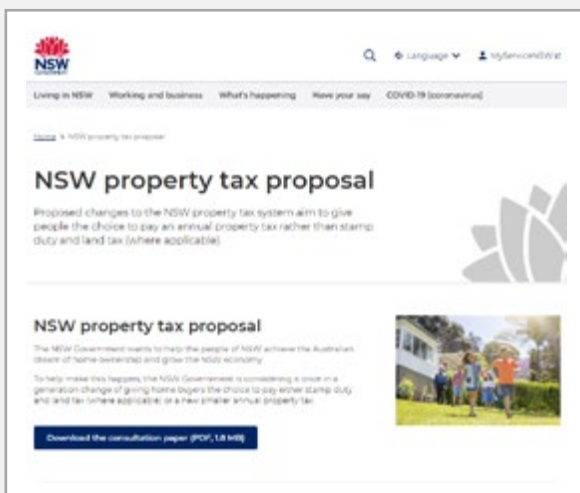 NSW
GOVERNMENT
Language
MyServiceNSW
Living in NSW Working and business What's happening Have your say COVID-19 (coronavirus)
Home NSW property tax proposal
NSW property tax proposal
Proposed changes to the NSW property tax system aim to give
people the choice to pay an annual property tax rather than stamp
duty and land tax (where applicable).
NSW property tax proposal
The NSW Government wants to help the people of NSW achieve the Australian
dream of home ownership and grow the NSW economy.
To help make this happen, the NSW Government is considering a once in a
generation change of giving home buyers the choice to pay either stamp duty
and land tax (where applicable) or a new smaller annual property tax.
Download the consultation paper (PDF, 1.8 MB)